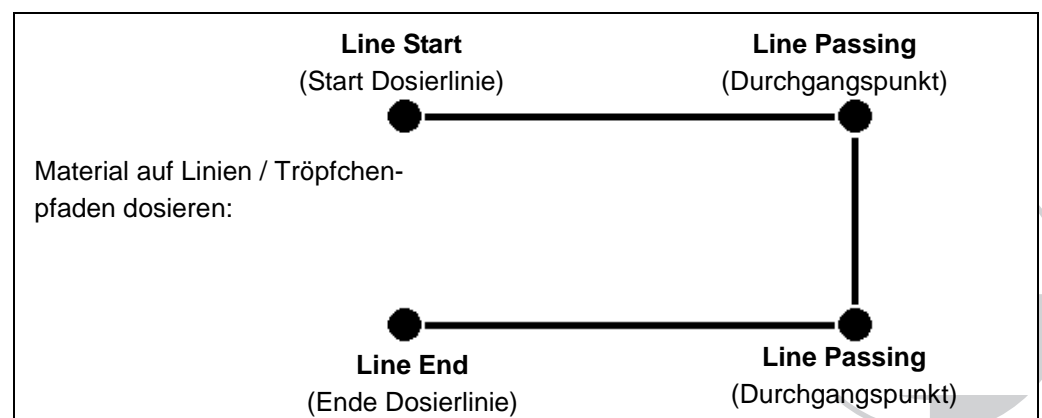 Line Start
(Start Dosierlinie)
Line Passing
(Durchgangspunkt)
Material auf Linien / Tröpfchen-
pfaden dosieren:
Line End
(Ende Dosierlinie)
Line Passing
(Durchgangspunkt)